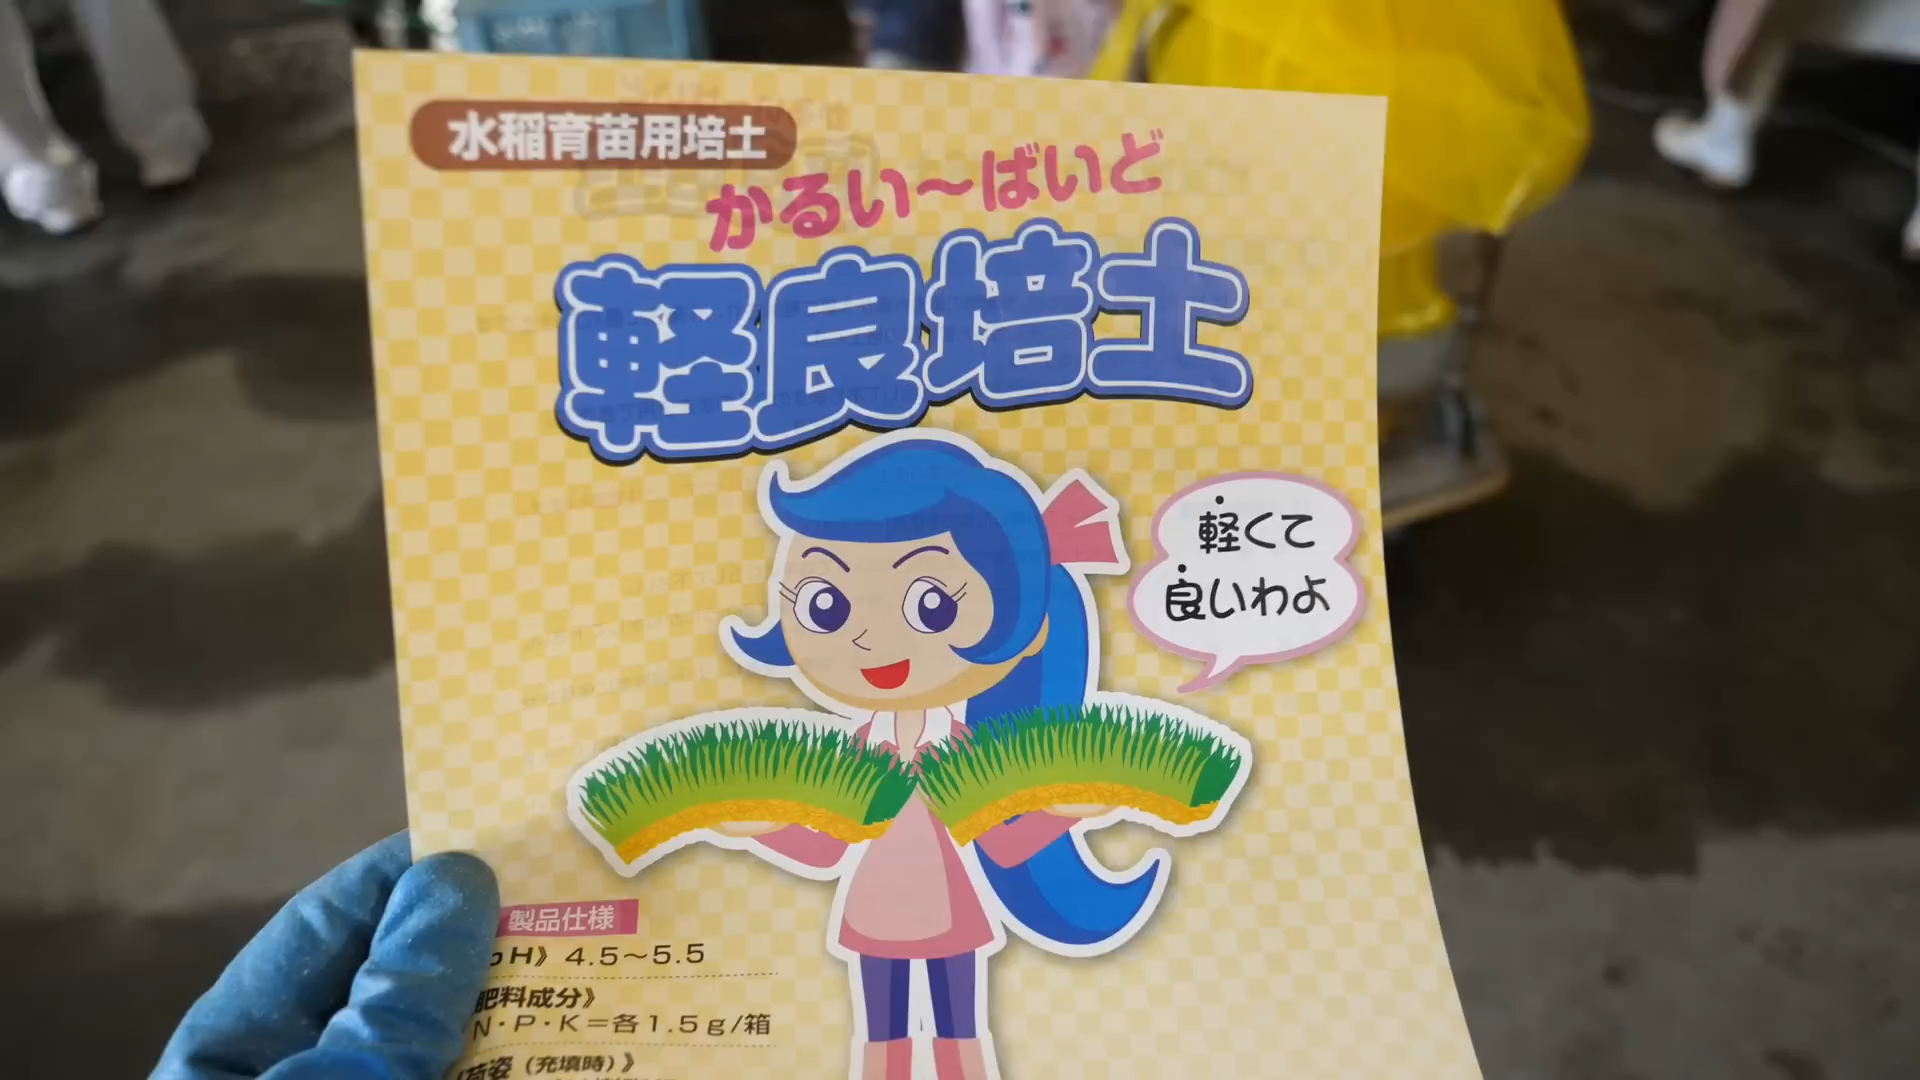 水稲育苗用培土
かるい〜ばいど
軽良培土
軽くて
良いわよ
製品仕様
pH》4.5〜5.5
肥料成分》
N・P・K=各1.5g/箱
荷姿(充填時)》